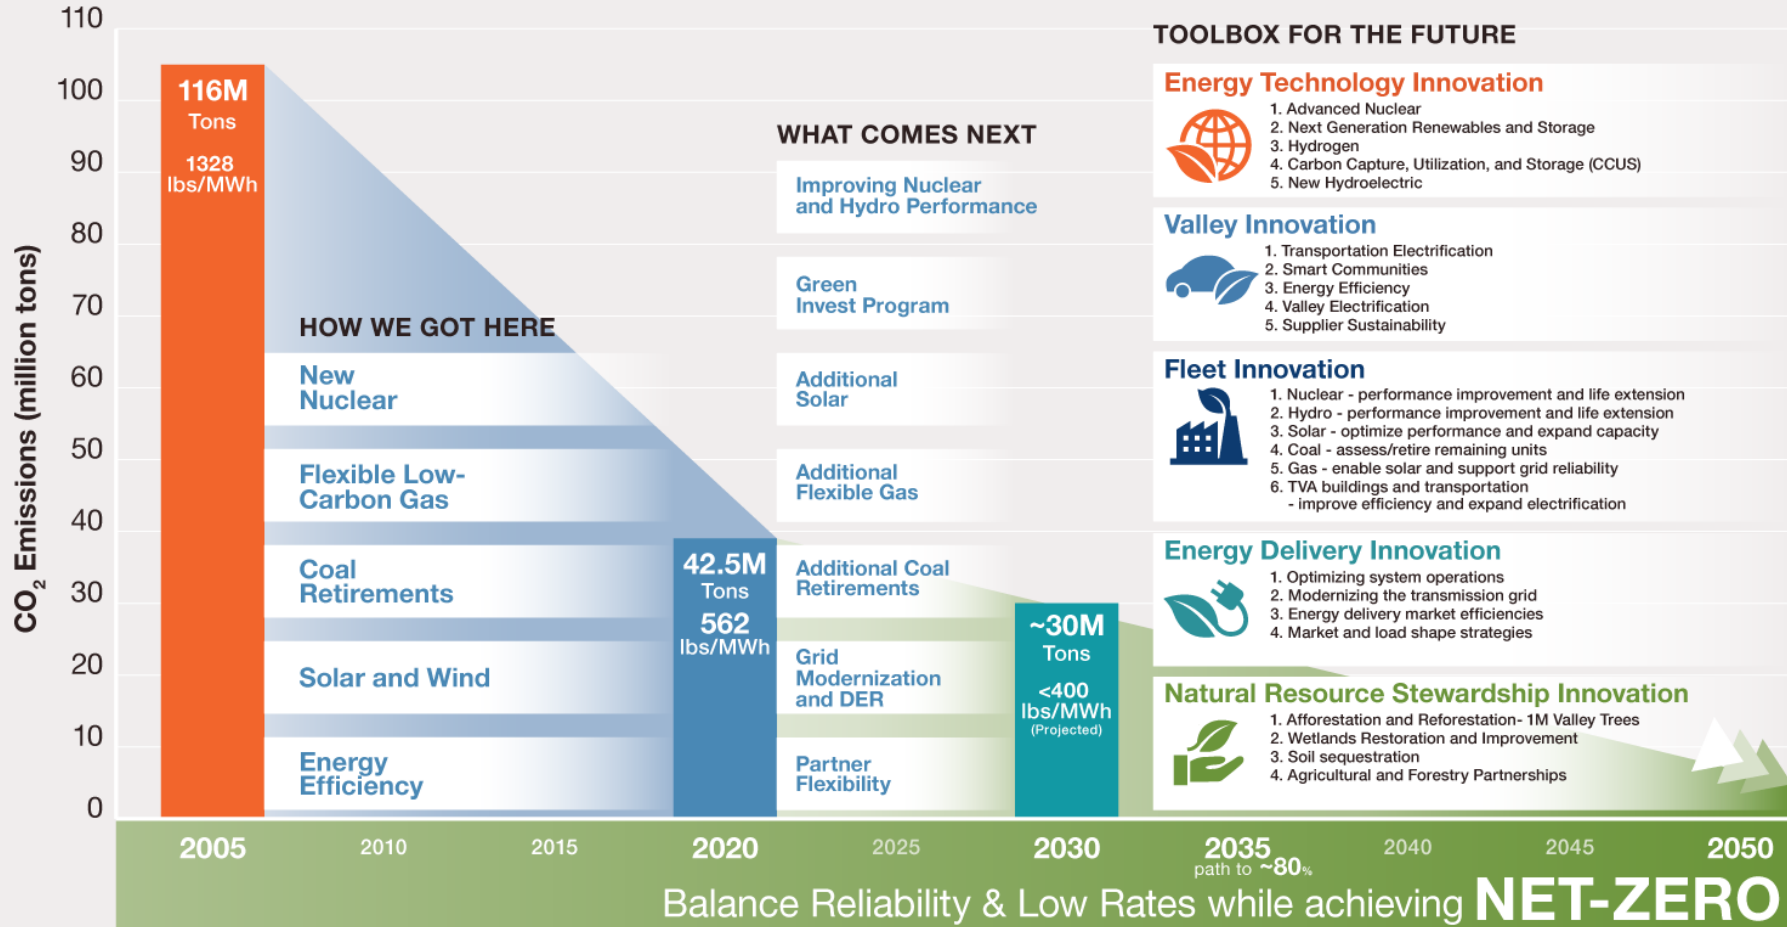 CO2 Emissions (million tons)
110
100
90
80
70
60
50
40
30
20
10
0
116M
Tons
1328
lbs/MWh
HOW WE GOT HERE
New
Nuclear
Flexible Low-
Carbon Gas
Coal
Retirements
Solar and Wind
Energy
Efficiency
42.5M
Tons
562
lbs/MWh
WHAT COMES NEXT
Improving Nuclear
and Hydro Performance
Green
Invest Program
Additional
Solar
Additional
Flexible Gas
Additional Coal
Retirements
Grid
Modernization
and DER
Partner
Flexibility
~30M
Tons
<400
lbs/MWh
(Projected)
TOOLBOX FOR THE FUTURE
Energy Technology Innovation
1. Advanced Nuclear
2. Next Generation Renewables and Storage
3. Hydrogen
4. Carbon Capture, Utilization, and Storage (CCUS)
5. New Hydroelectric
Valley Innovation
1. Transportation Electrification
2. Smart Communities
3. Energy Efficiency
4. Valley Electrification
5. Supplier Sustainability
Fleet Innovation
1. Nuclear - performance improvement and life extension
2. Hydro - performance improvement and life extension
3. Solar - optimize performance and expand capacity
4. Coal - assess/retire remaining units
5. Gas - enable solar and support grid reliability
6. TVA buildings and transportation
- improve efficiency and expand electrification
Energy Delivery Innovation
1. Optimizing system operations
2. Modernizing the transmission grid
3. Energy delivery market efficiencies
4. Market and load shape strategies
Natural Resource Stewardship Innovation
1. Afforestation and Reforestation- 1M Valley Trees
2. Wetlands Restoration and Improvement
3. Soil sequestration
4. Agricultural and Forestry Partnerships
2005
2010
2015
2020
2025
2030
2035
path to ~80%
2040
2045
2050
Balance Reliability & Low Rates while achieving NET-ZERO